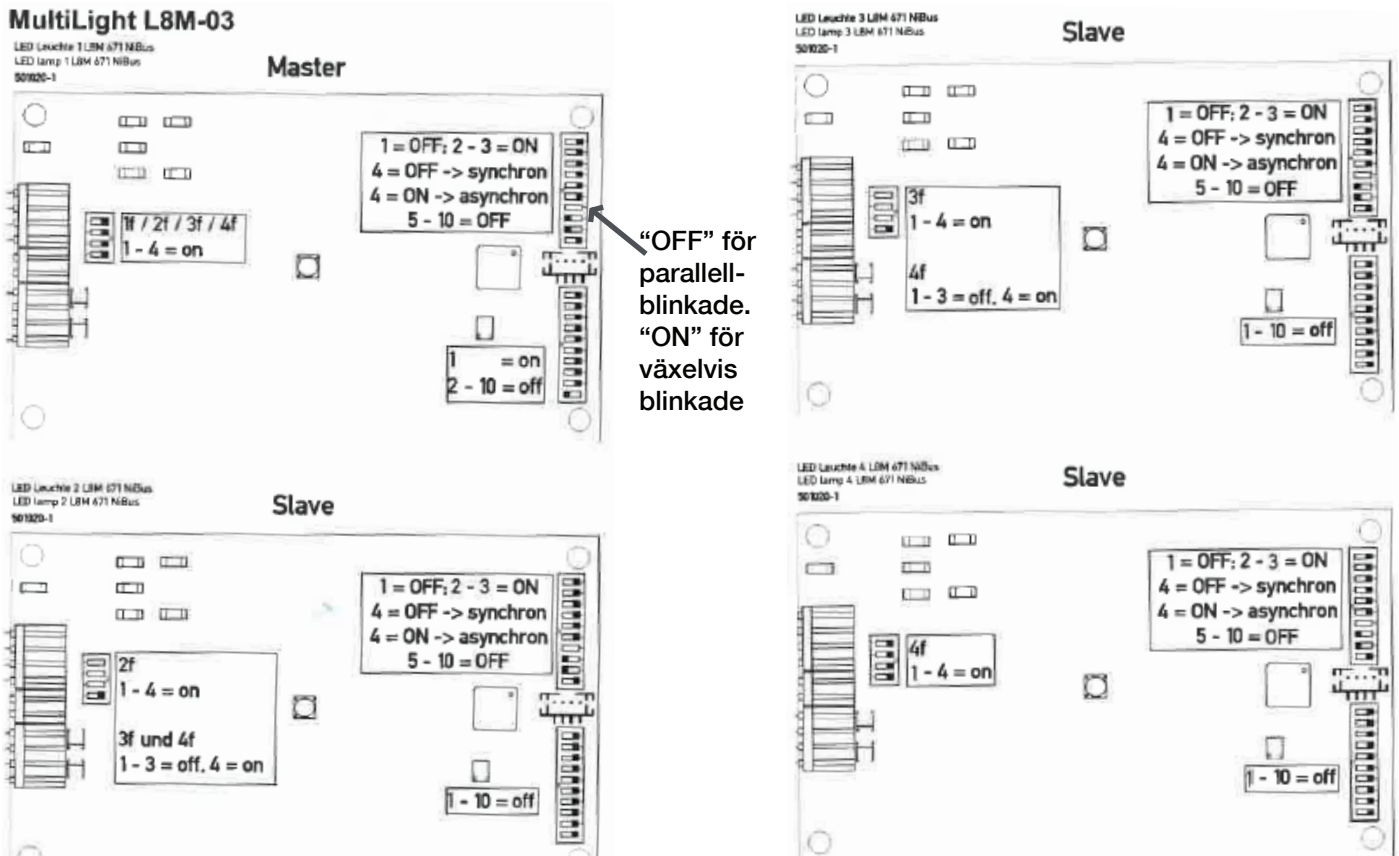 MultiLight L8M-03
LED Leuchte 1 L8M 671 NiBus
LED lamp 1 L8M 671 NiBus
501020-1
Master
1 = OFF; 2 - 3 = ON
4 = OFF -> synchron
4 = ON -> asynchron
5 - 10 = OFF
1f / 2f / 3f / 4f
1 - 4 = on
1 = on
2 - 10 = off
“OFF” för
parallell-
blinkade.
“ON” för
växelvis
blinkade
LED Leuchte 3 L8M 671 NiBus
LED lamp 3 L8M 671 NiBus
501020-1
Slave
1 = OFF; 2 - 3 = ON
4 = OFF -> synchron
4 = ON -> asynchron
5 - 10 = OFF
3f
1 - 4 = on
4f
1 - 3 = off, 4 = on
1 - 10 = off
LED Leuchte 2 L8M 671 NiBus
LED lamp 2 L8M 671 NiBus
501020-1
Slave
1 = OFF; 2 - 3 = ON
4 = OFF -> synchron
4 = ON -> asynchron
5 - 10 = OFF
2f
1 - 4 = on
3f und 4f
1 - 3 = off, 4 = on
1 - 10 = off
LED Leuchte 4 L8M 671 NiBus
LED lamp 4 L8M 671 NiBus
501020-1
Slave
1 = OFF; 2 - 3 = ON
4 = OFF -> synchron
4 = ON -> asynchron
5 - 10 = OFF
4f
1 - 4 = on
1 - 10 = off